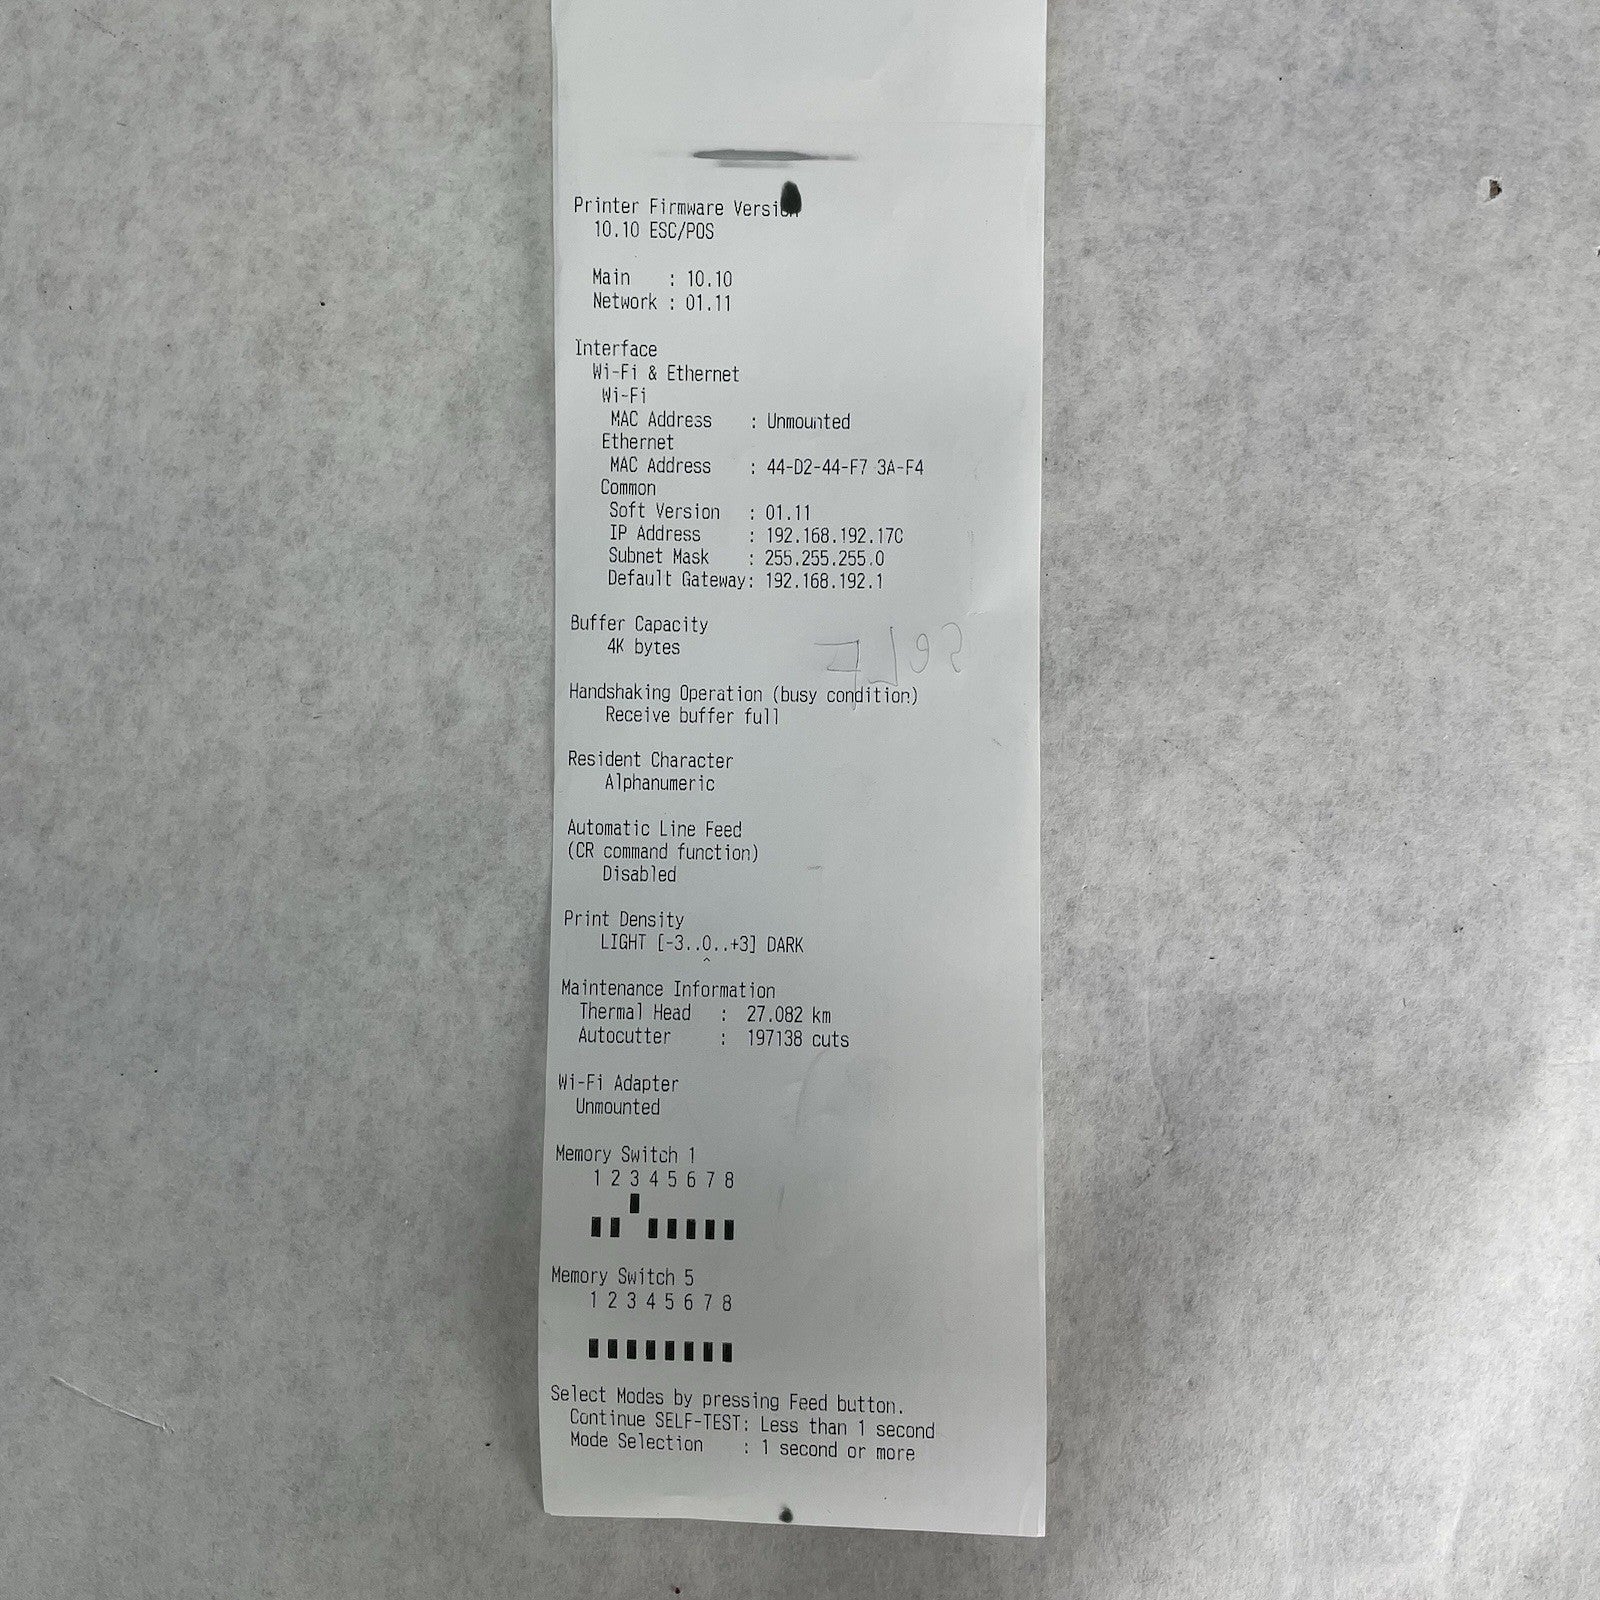 Printer Firmware Version
10.10 ESC/POS
Main : 10.10
Network : 01.11
Interface
Wi-Fi & Ethernet
Wi-Fi
MAC Address : Unmounted
Ethernet
MAC Address : 44-D2-44-F7 3A-F4
Common
Soft Version : 01.11
IP Address : 192.168.192.17C
Subnet Mask : 255.255.255.0
Default Gateway: 192.168.192.1
Buffer Capacity
4K bytes
Handshaking Operation (busy condition)
Receive buffer full
Resident Character
Alphanumeric
Automatic Line Feed
(CR command function)
Disabled
Print Density
LIGHT [-3..0..+3] DARK
^
Maintenance Information
Thermal Head : 27.082 km
Autocutter : 197138 cuts
Wi-Fi Adapter
Unmounted
Memory Switch 1
1 2 3 4 5 6 7 8
Memory Switch 5
1 2 3 4 5 6 7 8
Select Modes by pressing Feed button.
Continue SELF-TEST: Less than 1 second
Mode Selection : 1 second or more